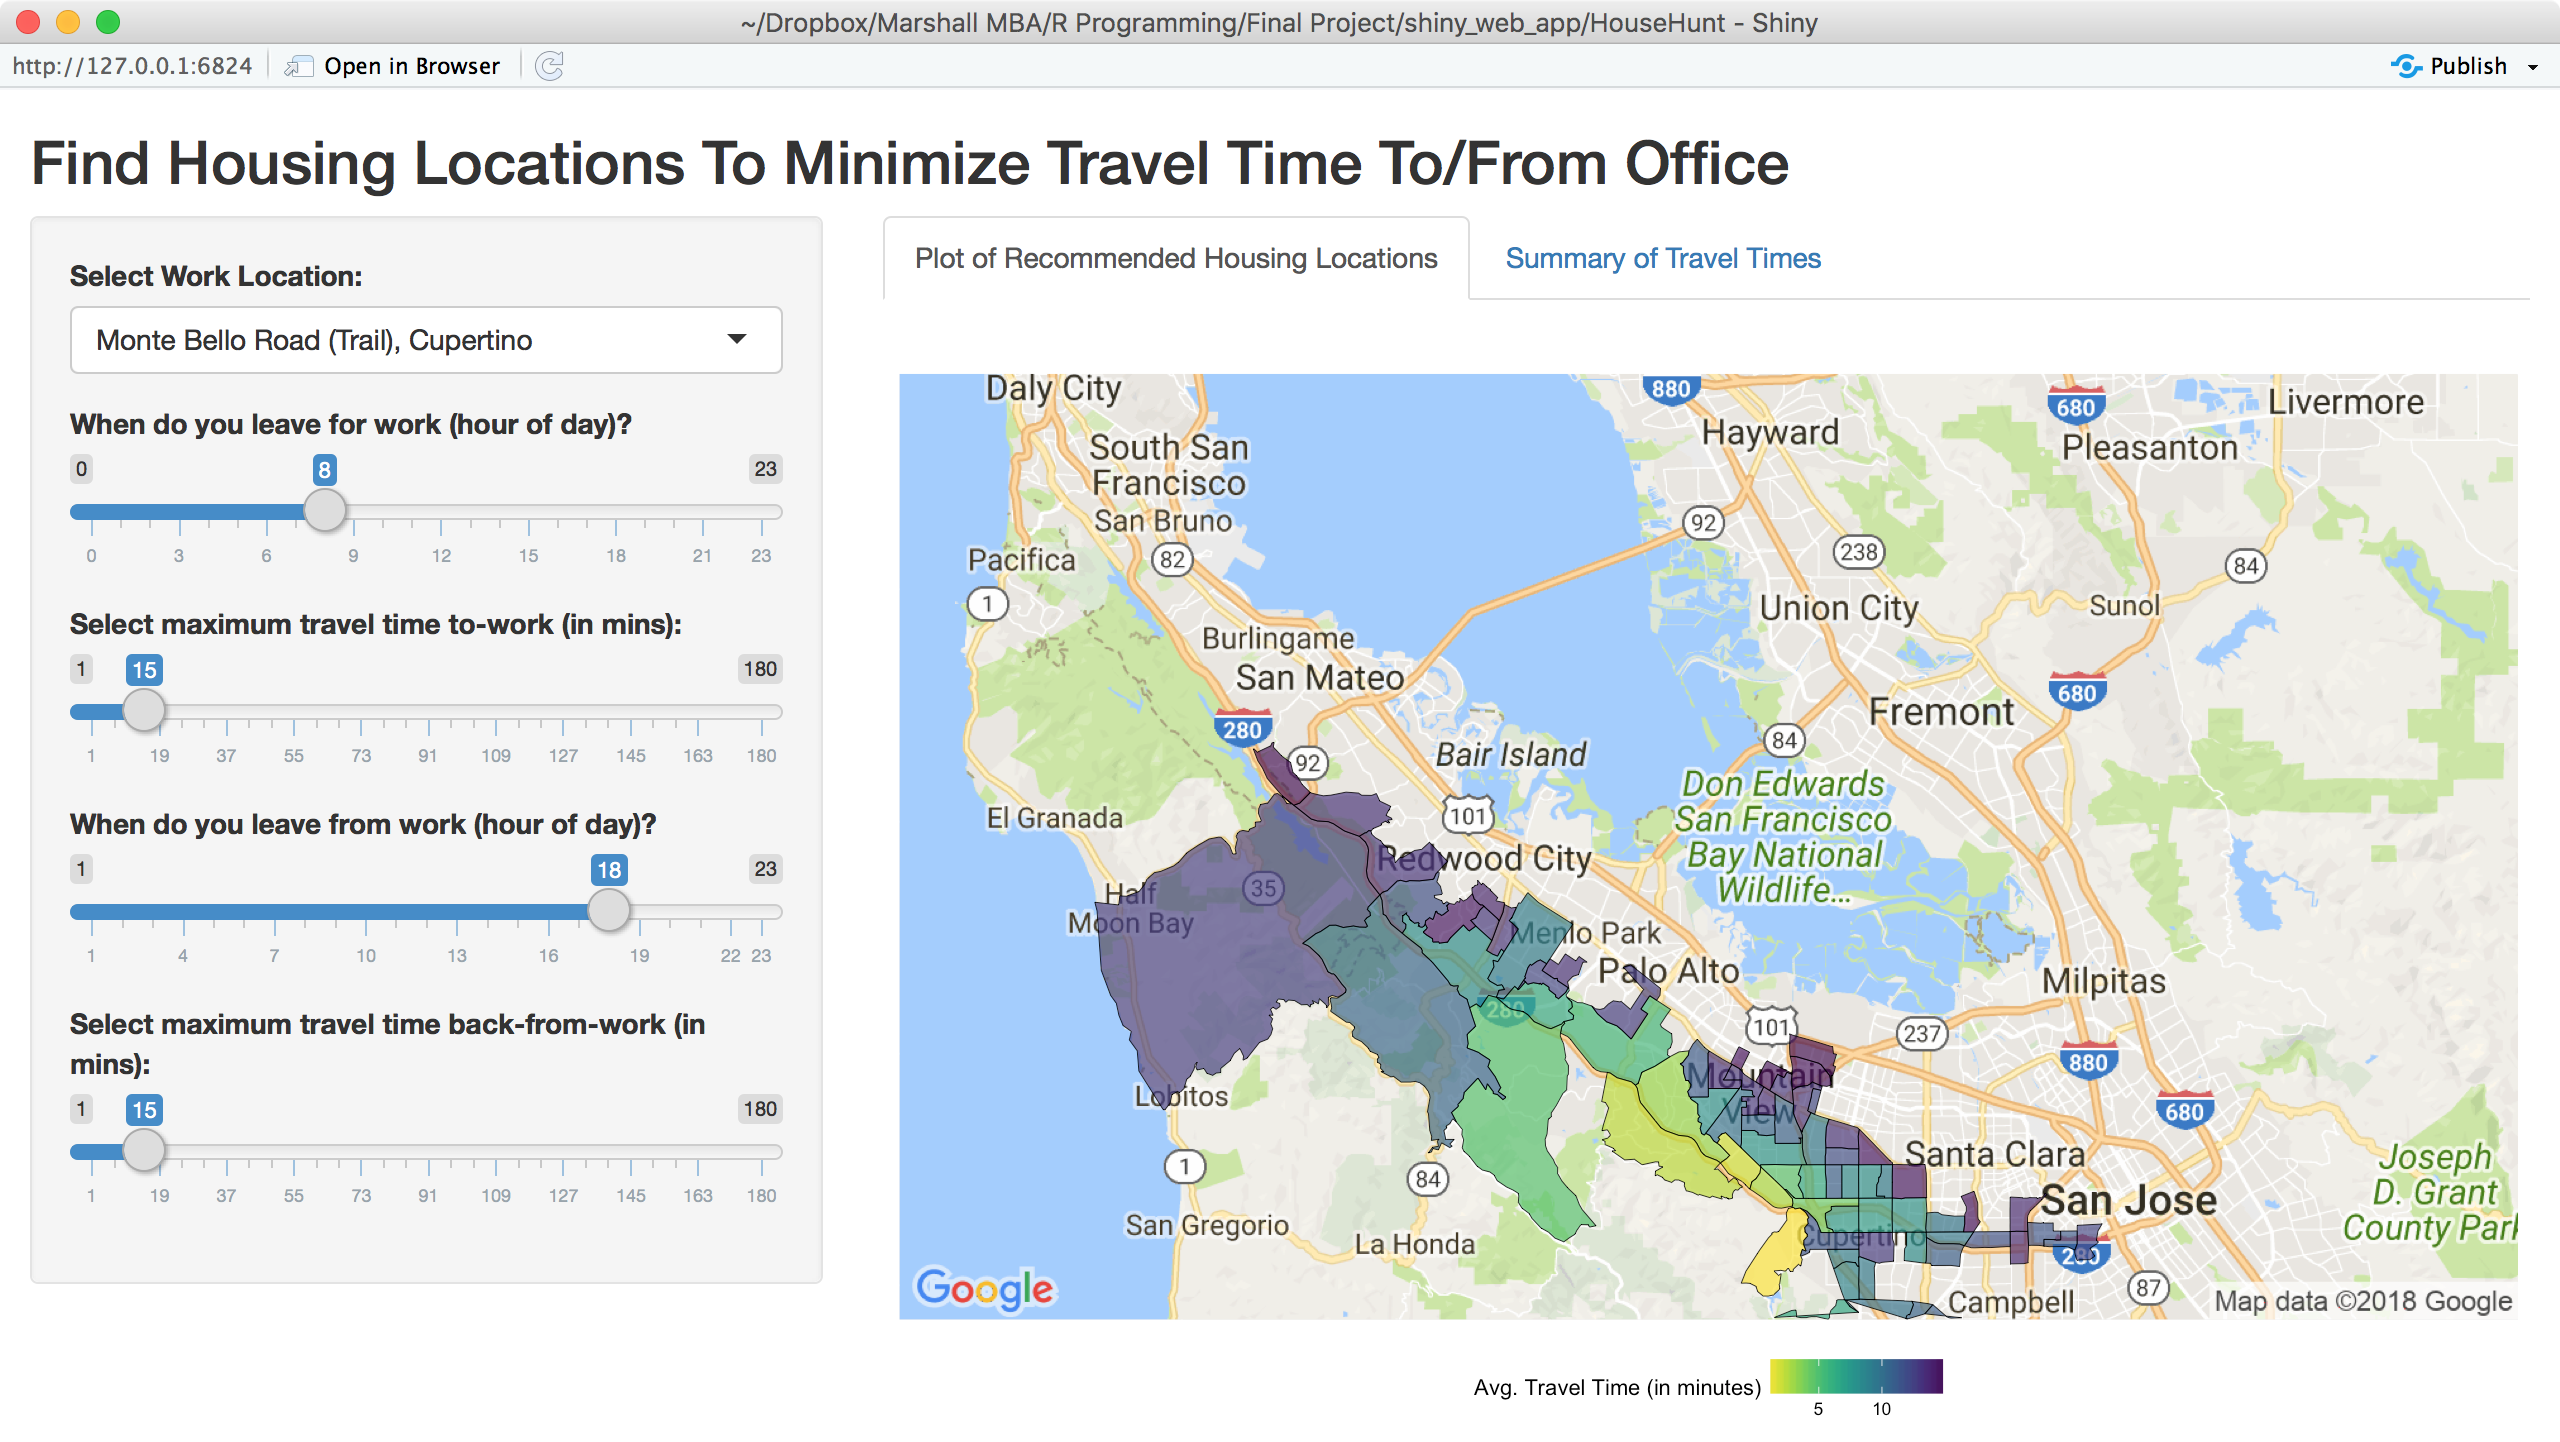 ~/Dropbox/Marshall MBA/R Programming/Final Project/shiny_web_app/HouseHunt - Shiny
http://127.0.0.1:6824 Open in Browser Publish
Find Housing Locations To Minimize Travel Time To/From Office
Select Work Location:
Monte Bello Road (Trail), Cupertino
When do you leave for work (hour of day)?
0 8 23
0 3 6 9 12 15 18 21 23
Select maximum travel time to-work (in mins):
1 15 180
1 19 37 55 73 91 109 127 145 163 180
When do you leave from work (hour of day)?
1 18 23
1 4 7 10 13 16 19 22 23
Select maximum travel time back-from-work (in
mins):
1 15 180
1 19 37 55 73 91 109 127 145 163 180
Plot of Recommended Housing Locations Summary of Travel Times
Daly City
880
680
Livermore
Hayward
Pleasanton
South San
Francisco
San Bruno
92
Pacifica
82
238
84
1
Union City
Sunol
Burlingame
San Mateo
680
Fremont
280
92
Bair Island
84
Don Edwards
San Francisco
Bay National
Wildlife...
El Granada
101
Redwood City
Half
Moon Bay
35
Menlo Park
Palo Alto
Milpitas
280
101
237
880
Mountain
View
Lobitos
680
Santa Clara
1
84
Joseph
D. Grant
County Park
San Jose
San Gregorio
La Honda
Cupertino
280
87
Campbell
Google
Map data ©2018 Google
Avg. Travel Time (in minutes)
5 10